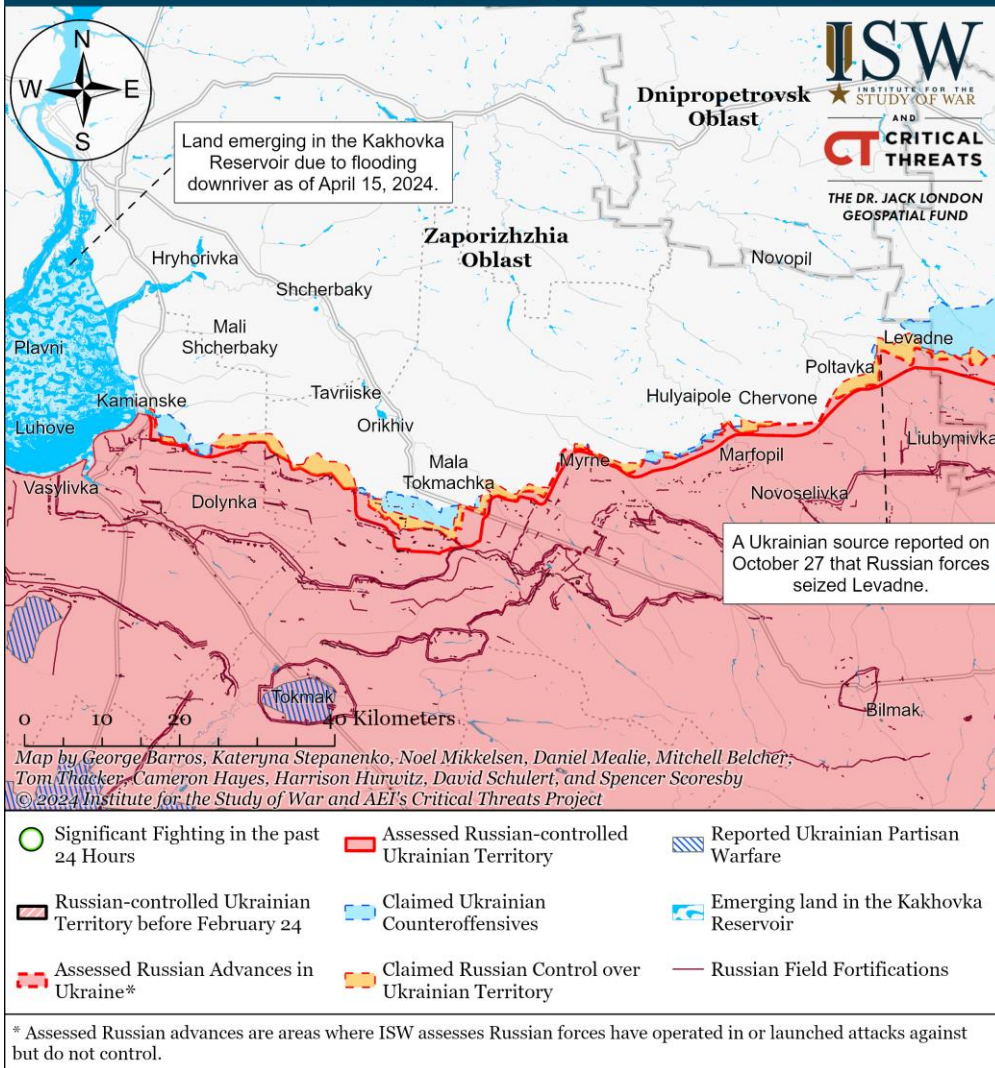 N
W
E
S
ISW
INSTITUTE FOR THE
STUDY OF WAR
AND
CT CRITICAL
THREATS
THE DR. JACK LONDON
GEOSPATIAL FUND
Dnipropetrovsk
Oblast
Land emerging in the Kakhovka
Reservoir due to flooding
downriver as of April 15, 2024.
Zaporizhzhia
Oblast
Hryhorivka
Novopil
Shcherbaky
Mali
Shcherbaky
Plavni
Levadne
Poltavka
Tavriiske
Hulyaipole
Chervone
Kamianske
Orikhiv
Luhove
Liubymivka
Mala
Tokmachka
Myrne
Marfopil
Vasylivka
Dolynka
Novoselivka
A Ukrainian source reported on
October 27 that Russian forces
seized Levadne.
Tokmak
Bilmak
0 10 20 40 Kilometers
Map by George Barros, Kateryna Stepanenko, Noel Mikkelsen, Daniel Mealie, Mitchell Belcher,
Tom Thacker, Cameron Hayes, Harrison Hurwitz, David Schulert, and Spencer Scoresby
© 2024 Institute for the Study of War and AEI's Critical Threats Project
Significant Fighting in the past
24 Hours
Assessed Russian-controlled
Ukrainian Territory
Reported Ukrainian Partisan
Warfare
Russian-controlled Ukrainian
Territory before February 24
Claimed Ukrainian
Counteroffensives
Emerging land in the Kakhovka
Reservoir
Assessed Russian Advances in
Ukraine*
Claimed Russian Control over
Ukrainian Territory
Russian Field Fortifications
* Assessed Russian advances are areas where ISW assesses Russian forces have operated in or launched attacks against
but do not control.